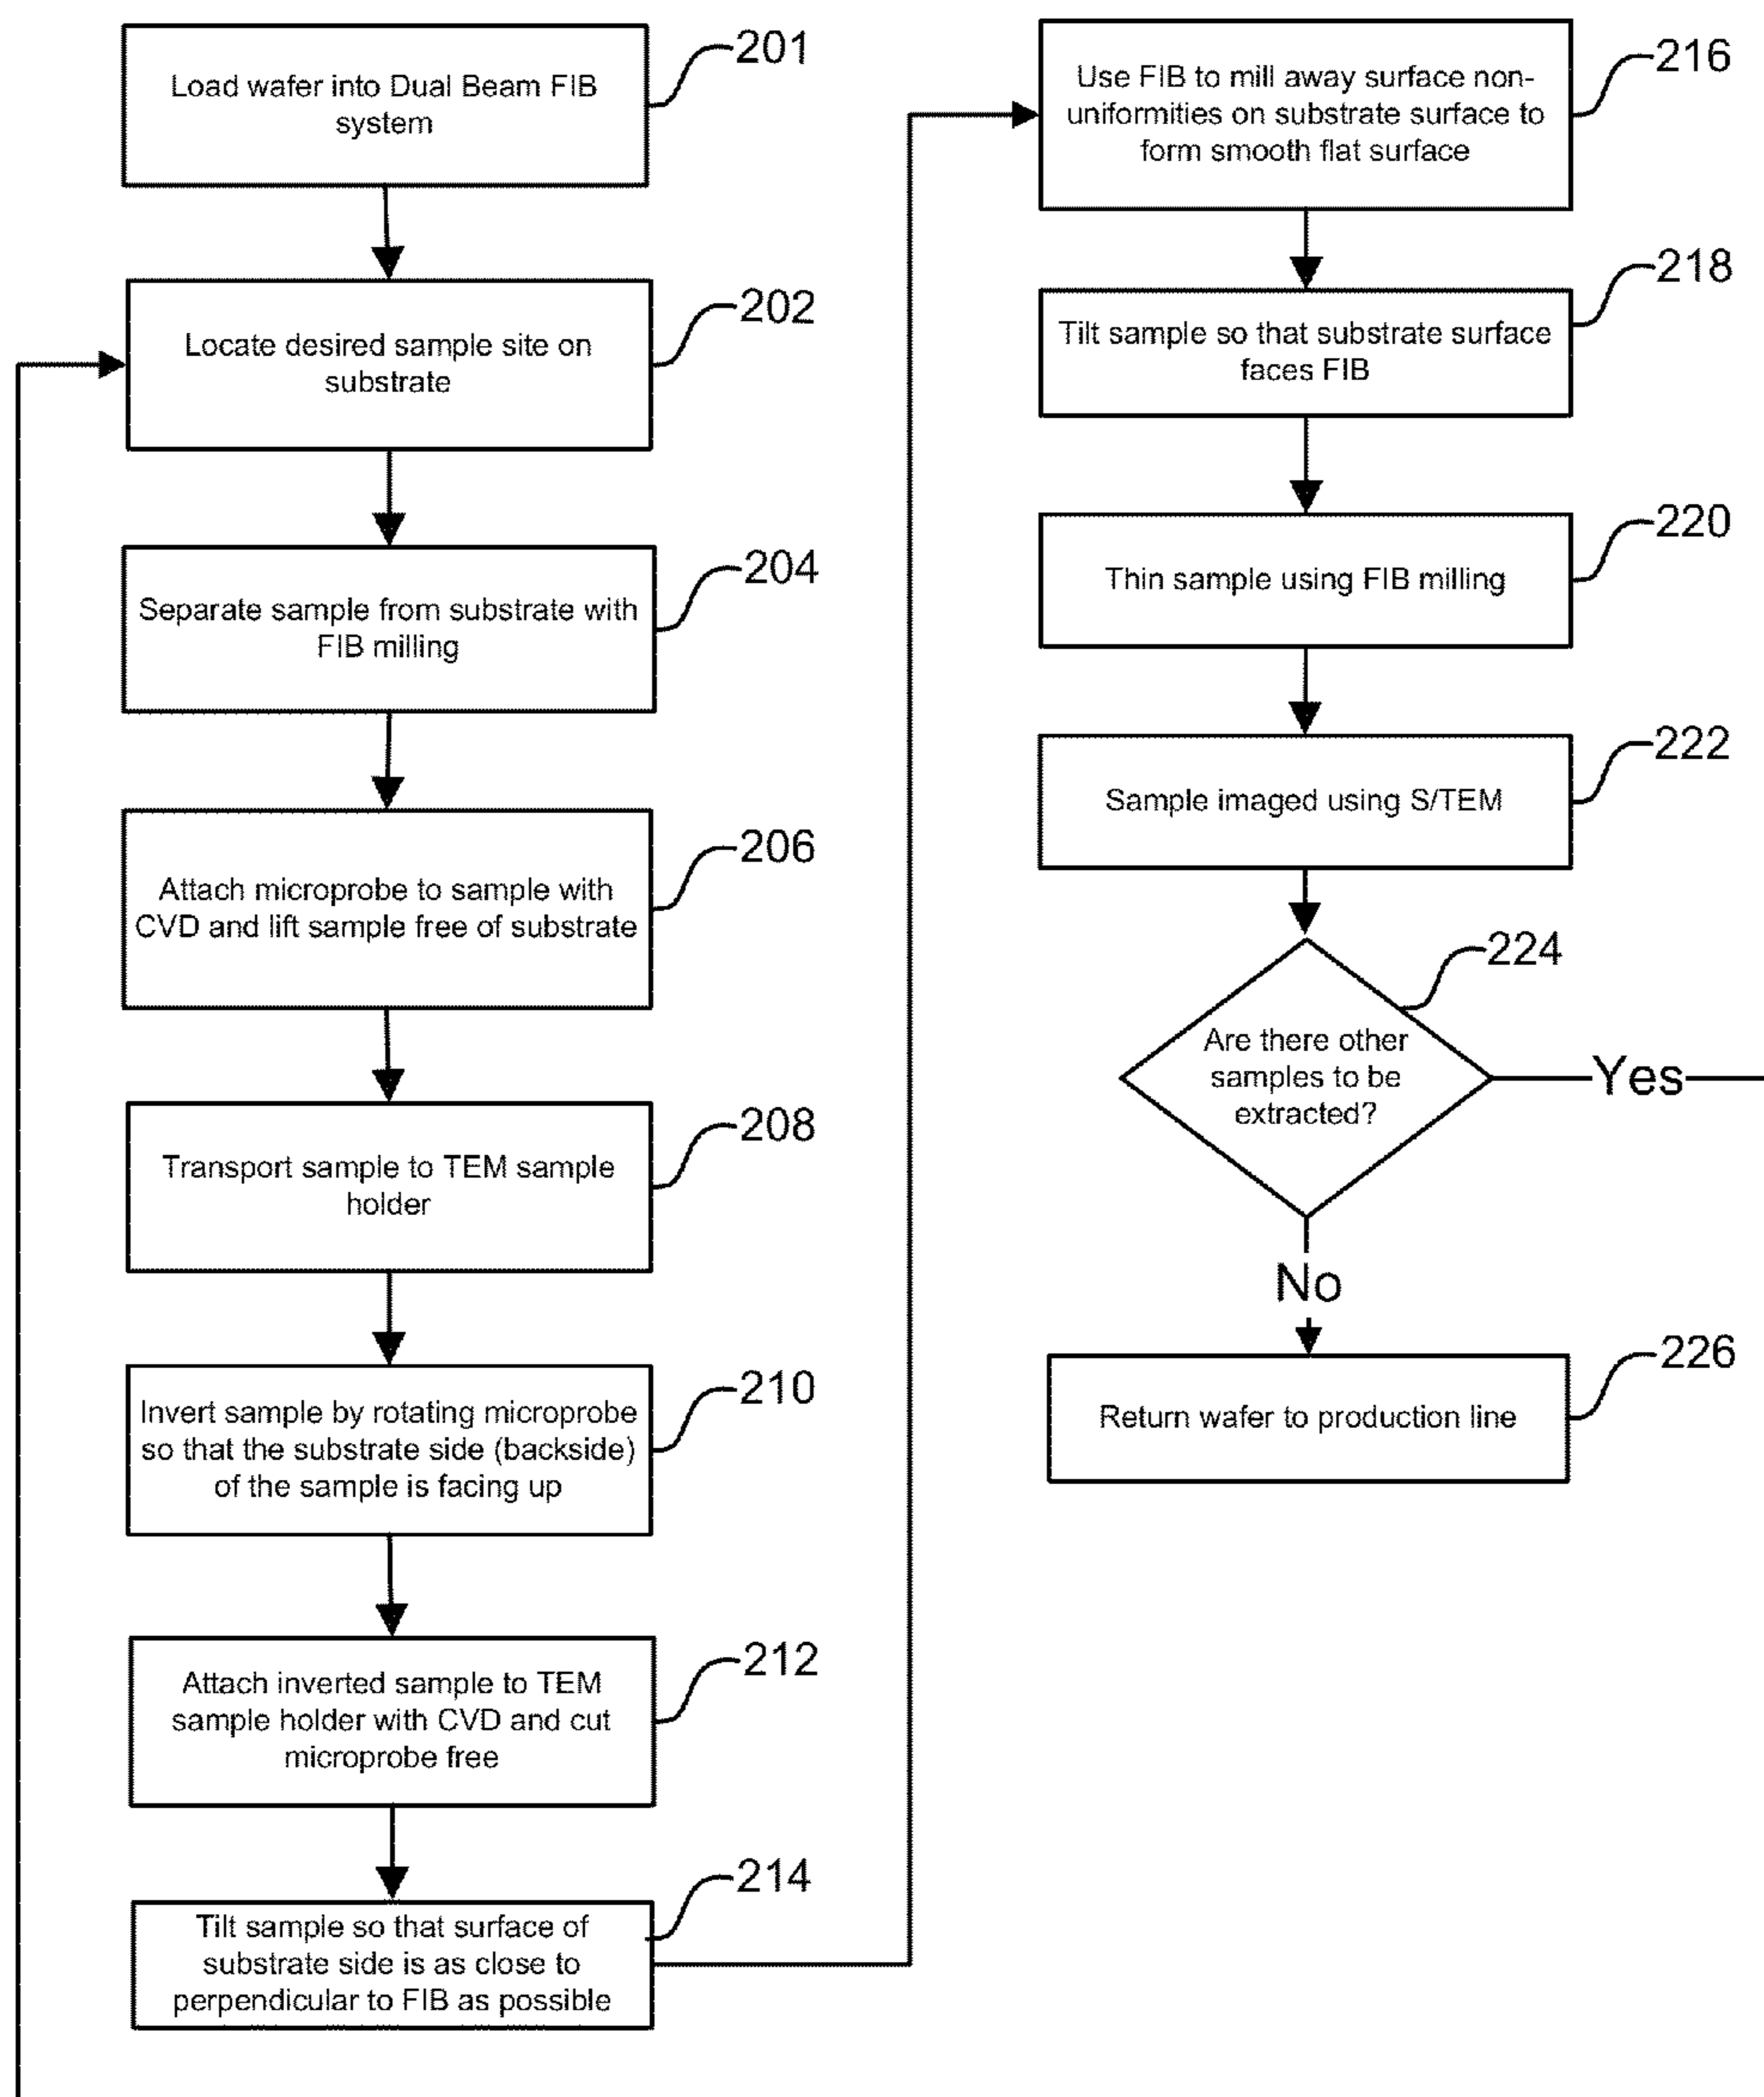 Load wafer into Dual Beam FIB
system
201
Locate desired sample site on
substrate
202
Separate sample from substrate with
FIB milling
204
Attach microprobe to sample with
CVD and lift sample free of substrate
206
Transport sample to TEM sample
holder
208
Invert sample by rotating microprobe
so that the substrate side (backside)
of the sample is facing up
210
Attach inverted sample to TEM
sample holder with CVD and cut
microprobe free
212
Tilt sample so that surface of
substrate side is as close to
perpendicular to FIB as possible
214
Use FIB to mill away surface non-
uniformities on substrate surface to
form smooth flat surface
216
Tilt sample so that substrate surface
faces FIB
218
Thin sample using FIB milling
220
Sample imaged using S/TEM
222
Are there other
samples to be
extracted?
224
Yes
No
Return wafer to production line
226